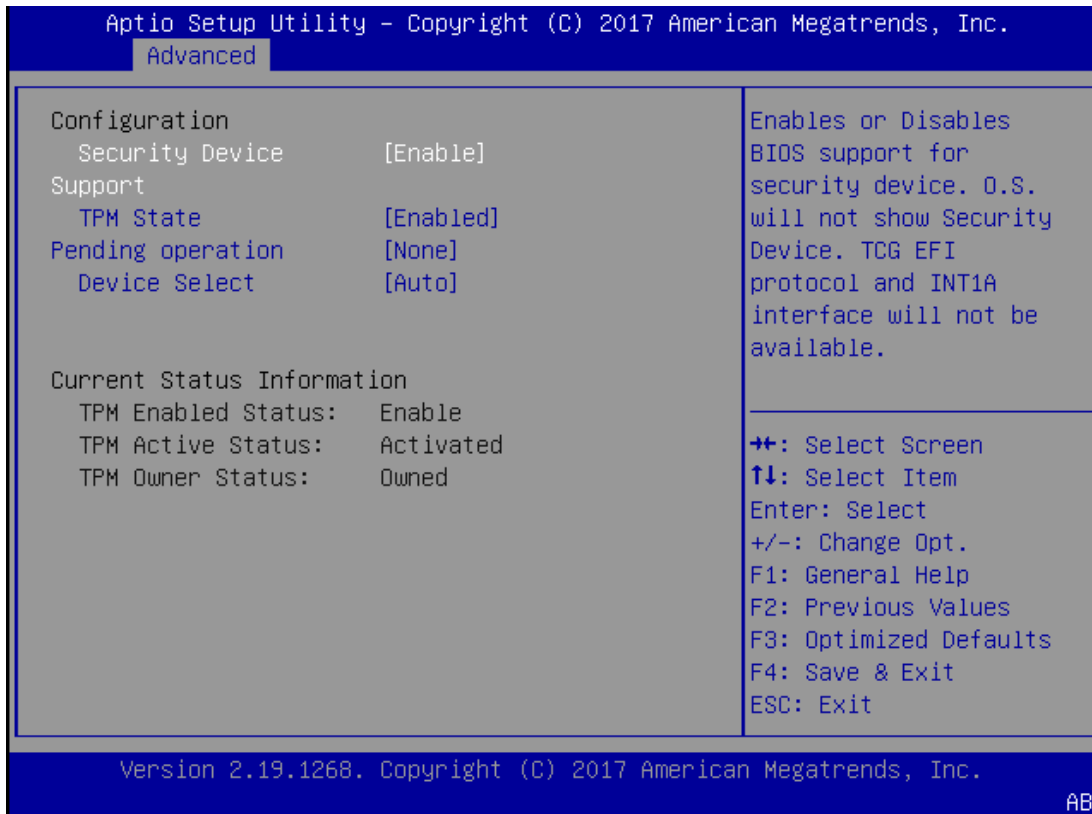 Aptio Setup Utility – Copyright (C) 2017 American Megatrends, Inc.
Advanced
Configuration
Security Device [Enable]
Support
TPM State [Enabled]
Pending operation [None]
Device Select [Auto]
Current Status Information
TPM Enabled Status: Enable
TPM Active Status: Activated
TPM Owner Status: Owned
Enables or Disables
BIOS support for
security device. O.S.
will not show Security
Device. TCG EFI
protocol and INT1A
interface will not be
available.
→←: Select Screen
↑↓: Select Item
Enter: Select
+/-: Change Opt.
F1: General Help
F2: Previous Values
F3: Optimized Defaults
F4: Save & Exit
ESC: Exit
Version 2.19.1268. Copyright (C) 2017 American Megatrends, Inc.
AB